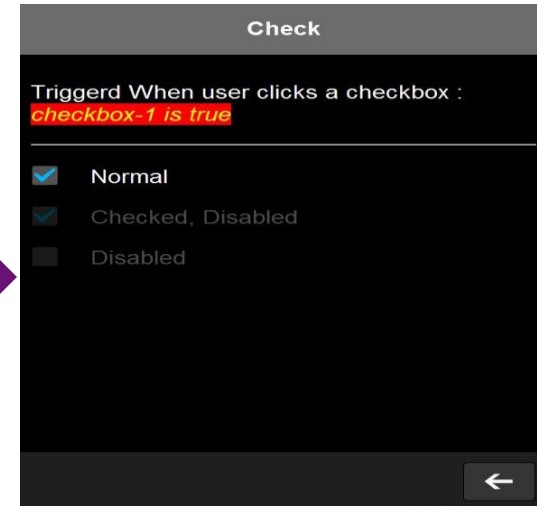 Check
Triggerd When user clicks a checkbox :
checkbox-1 is true
Normal
Checked, Disabled
Disabled